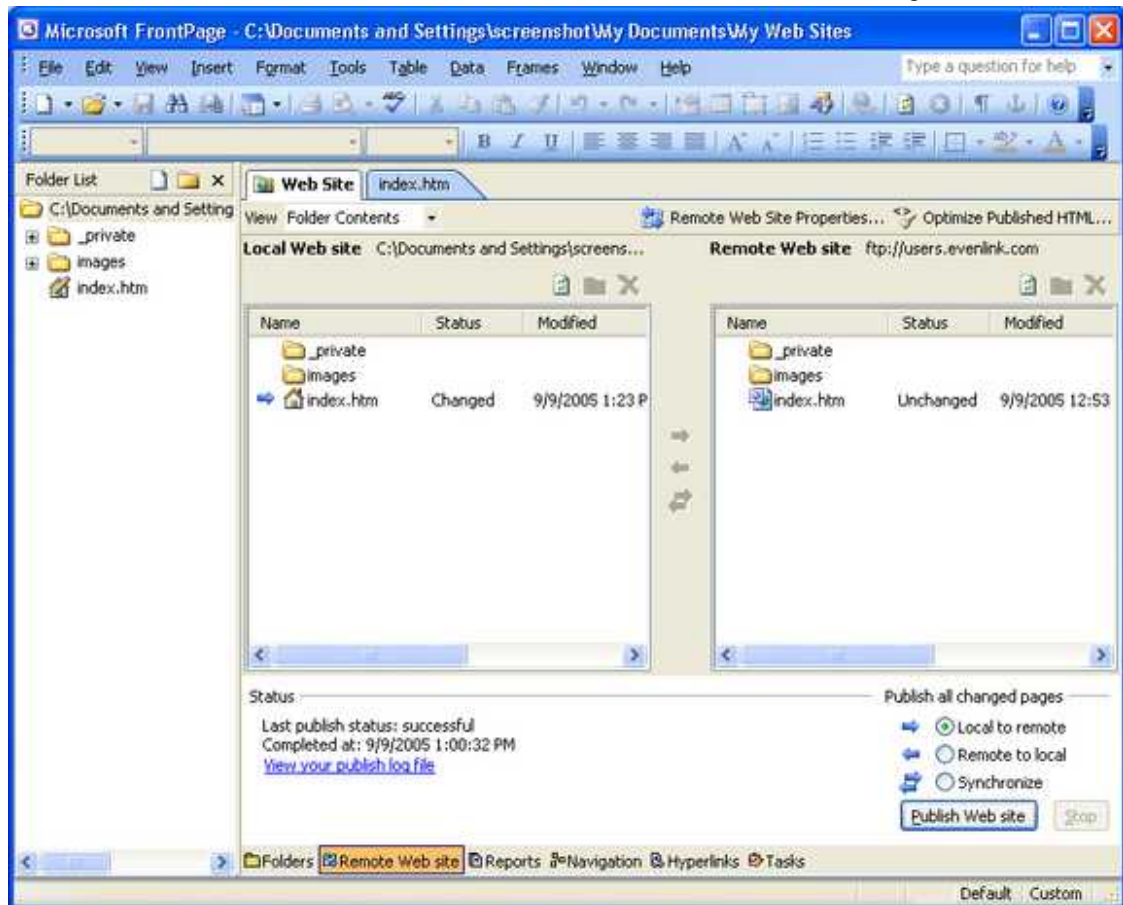 Microsoft FrontPage - C:\Documents and Settings\screenshot\My Documents\My Web Sites
File Edit View Insert Format Tools Table Data Frames Window Help Type a question for help
B I U A A A
Folder List Web Site index.htm
C:\Documents and Setting View Folder Contents Remote Web Site Properties... Optimize Published HTML...
_private
images
index.htm
Local Web site C:\Documents and Settings\screens... Remote Web site ftp://users.evenlink.com
Name Status Modified Name Status Modified
_private _private
images images
index.htm Changed 9/9/2005 1:23 P index.htm Unchanged 9/9/2005 12:53
Status Publish all changed pages
Last publish status: successful Local to remote
Completed at: 9/9/2005 1:00:32 PM Remote to local
View your publish log file Synchronize
Publish Web site Stop
Folders Remote Web site Reports Navigation Hyperlinks Tasks
Default Custom